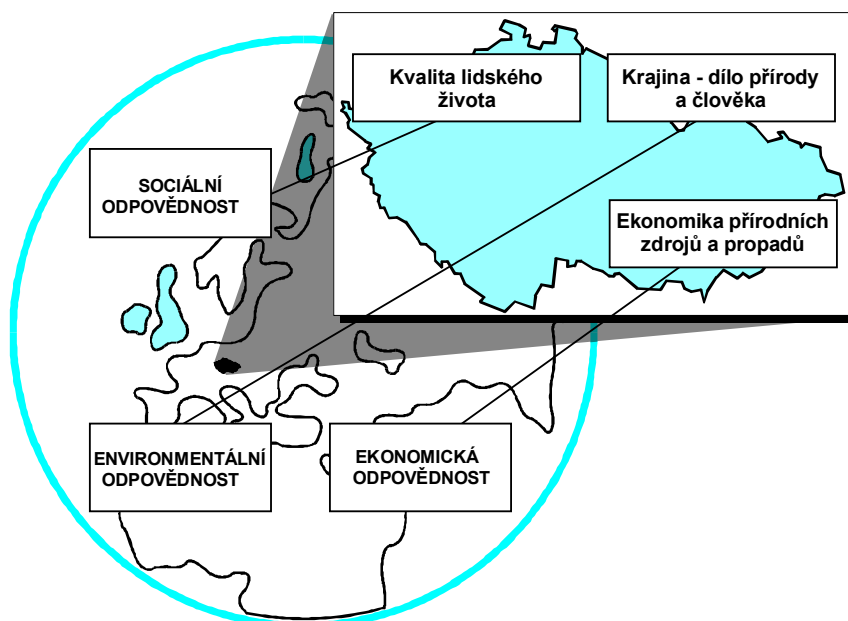 Kvalita lidského
života
Krajina - dílo přírody
a člověka
SOCIÁLNÍ
ODPOVĚDNOST
Ekonomika přírodních
zdrojů a propadů
ENVIRONMENTÁLNÍ
ODPOVĚDNOST
EKONOMICKÁ
ODPOVĚDNOST